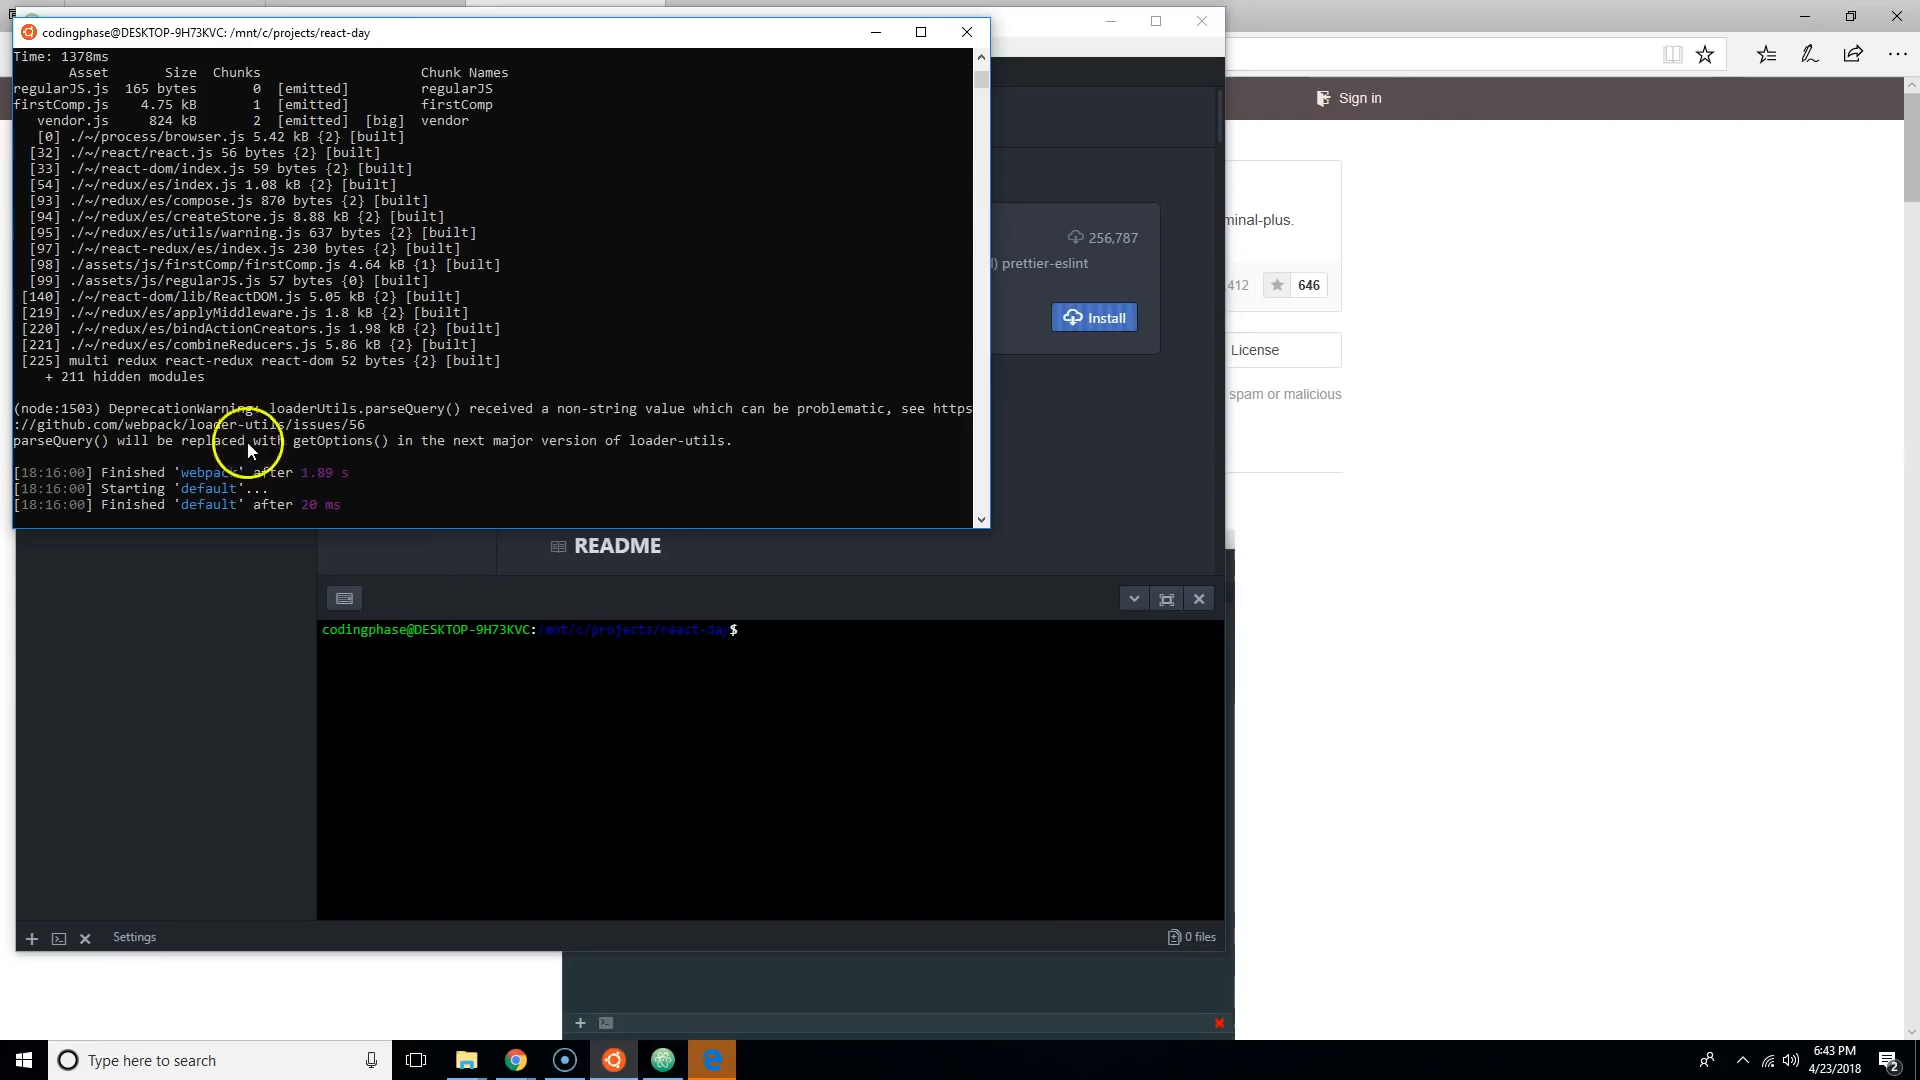 codingphase@DESKTOP-9H73KVC: /mnt/c/projects/react-day
Time: 1378ms
Asset Size Chunks Chunk Names
regularJS.js 165 bytes 0 [emitted] regularJS
firstComp.js 4.75 kB 1 [emitted] firstComp
vendor.js 824 kB 2 [emitted] [big] vendor
[0] ./~/process/browser.js 5.42 kB {2} [built]
[32] ./~/react/react.js 56 bytes {2} [built]
[33] ./~/react-dom/index.js 59 bytes {2} [built]
[54] ./~/redux/es/index.js 1.08 kB {2} [built]
[93] ./~/redux/es/compose.js 870 bytes {2} [built]
[94] ./~/redux/es/createStore.js 8.88 kB {2} [built]
[95] ./~/redux/es/utils/warning.js 637 bytes {2} [built]
[97] ./~/react-redux/es/index.js 230 bytes {2} [built]
[98] ./assets/js/firstComp/firstComp.js 4.64 kB {1} [built]
[99] ./assets/js/regularJS.js 57 bytes {0} [built]
[140] ./~/react-dom/lib/ReactDOM.js 5.05 kB {2} [built]
[219] ./~/redux/es/applyMiddleware.js 1.8 kB {2} [built]
[220] ./~/redux/es/bindActionCreators.js 1.98 kB {2} [built]
[221] ./~/redux/es/combineReducers.js 5.86 kB {2} [built]
[225] multi redux react-redux react-dom 52 bytes {2} [built]
+ 211 hidden modules
(node:1503) DeprecationWarning: loaderUtils.parseQuery() received a non-string value which can be problematic, see https
://github.com/webpack/loader-utils/issues/56
parseQuery() will be replaced with getOptions() in the next major version of loader-utils.
[18:16:00] Finished 'webpack' after 1.89 s
[18:16:00] Starting 'default'...
[18:16:00] Finished 'default' after 20 ms
Sign in
minal-plus.
256,787
) prettier-eslint
412 646
Install
License
spam or malicious
README
codingphase@DESKTOP-9H73KVC:/mnt/c/projects/react-day$
Settings
0 files
Type here to search
6:43 PM
4/23/2018
2